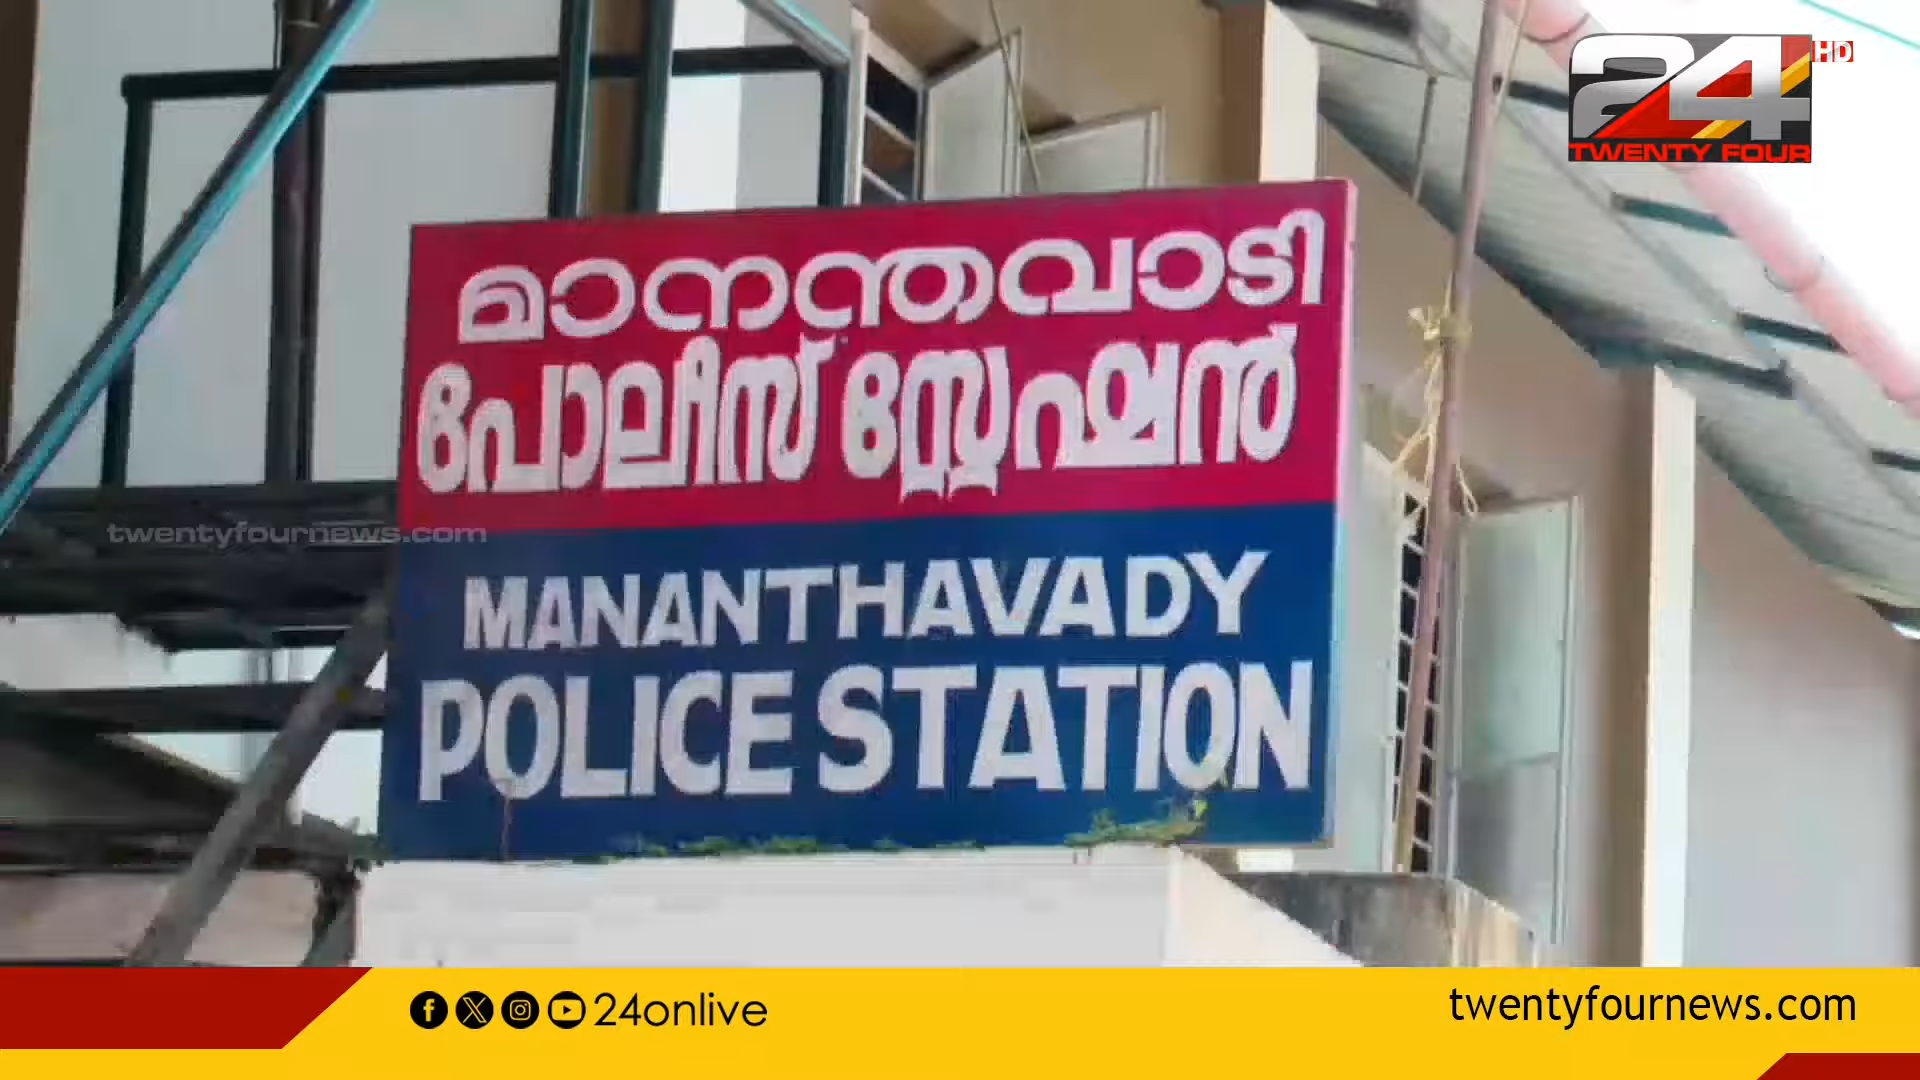 24 HD
TWENTY FOUR
മാനന്തവാടി
പോലീസ് സ്റ്റേഷൻ
twentyfournews.com
MANANTHAVADY
POLICE STATION
24onlive
twentyfournews.com